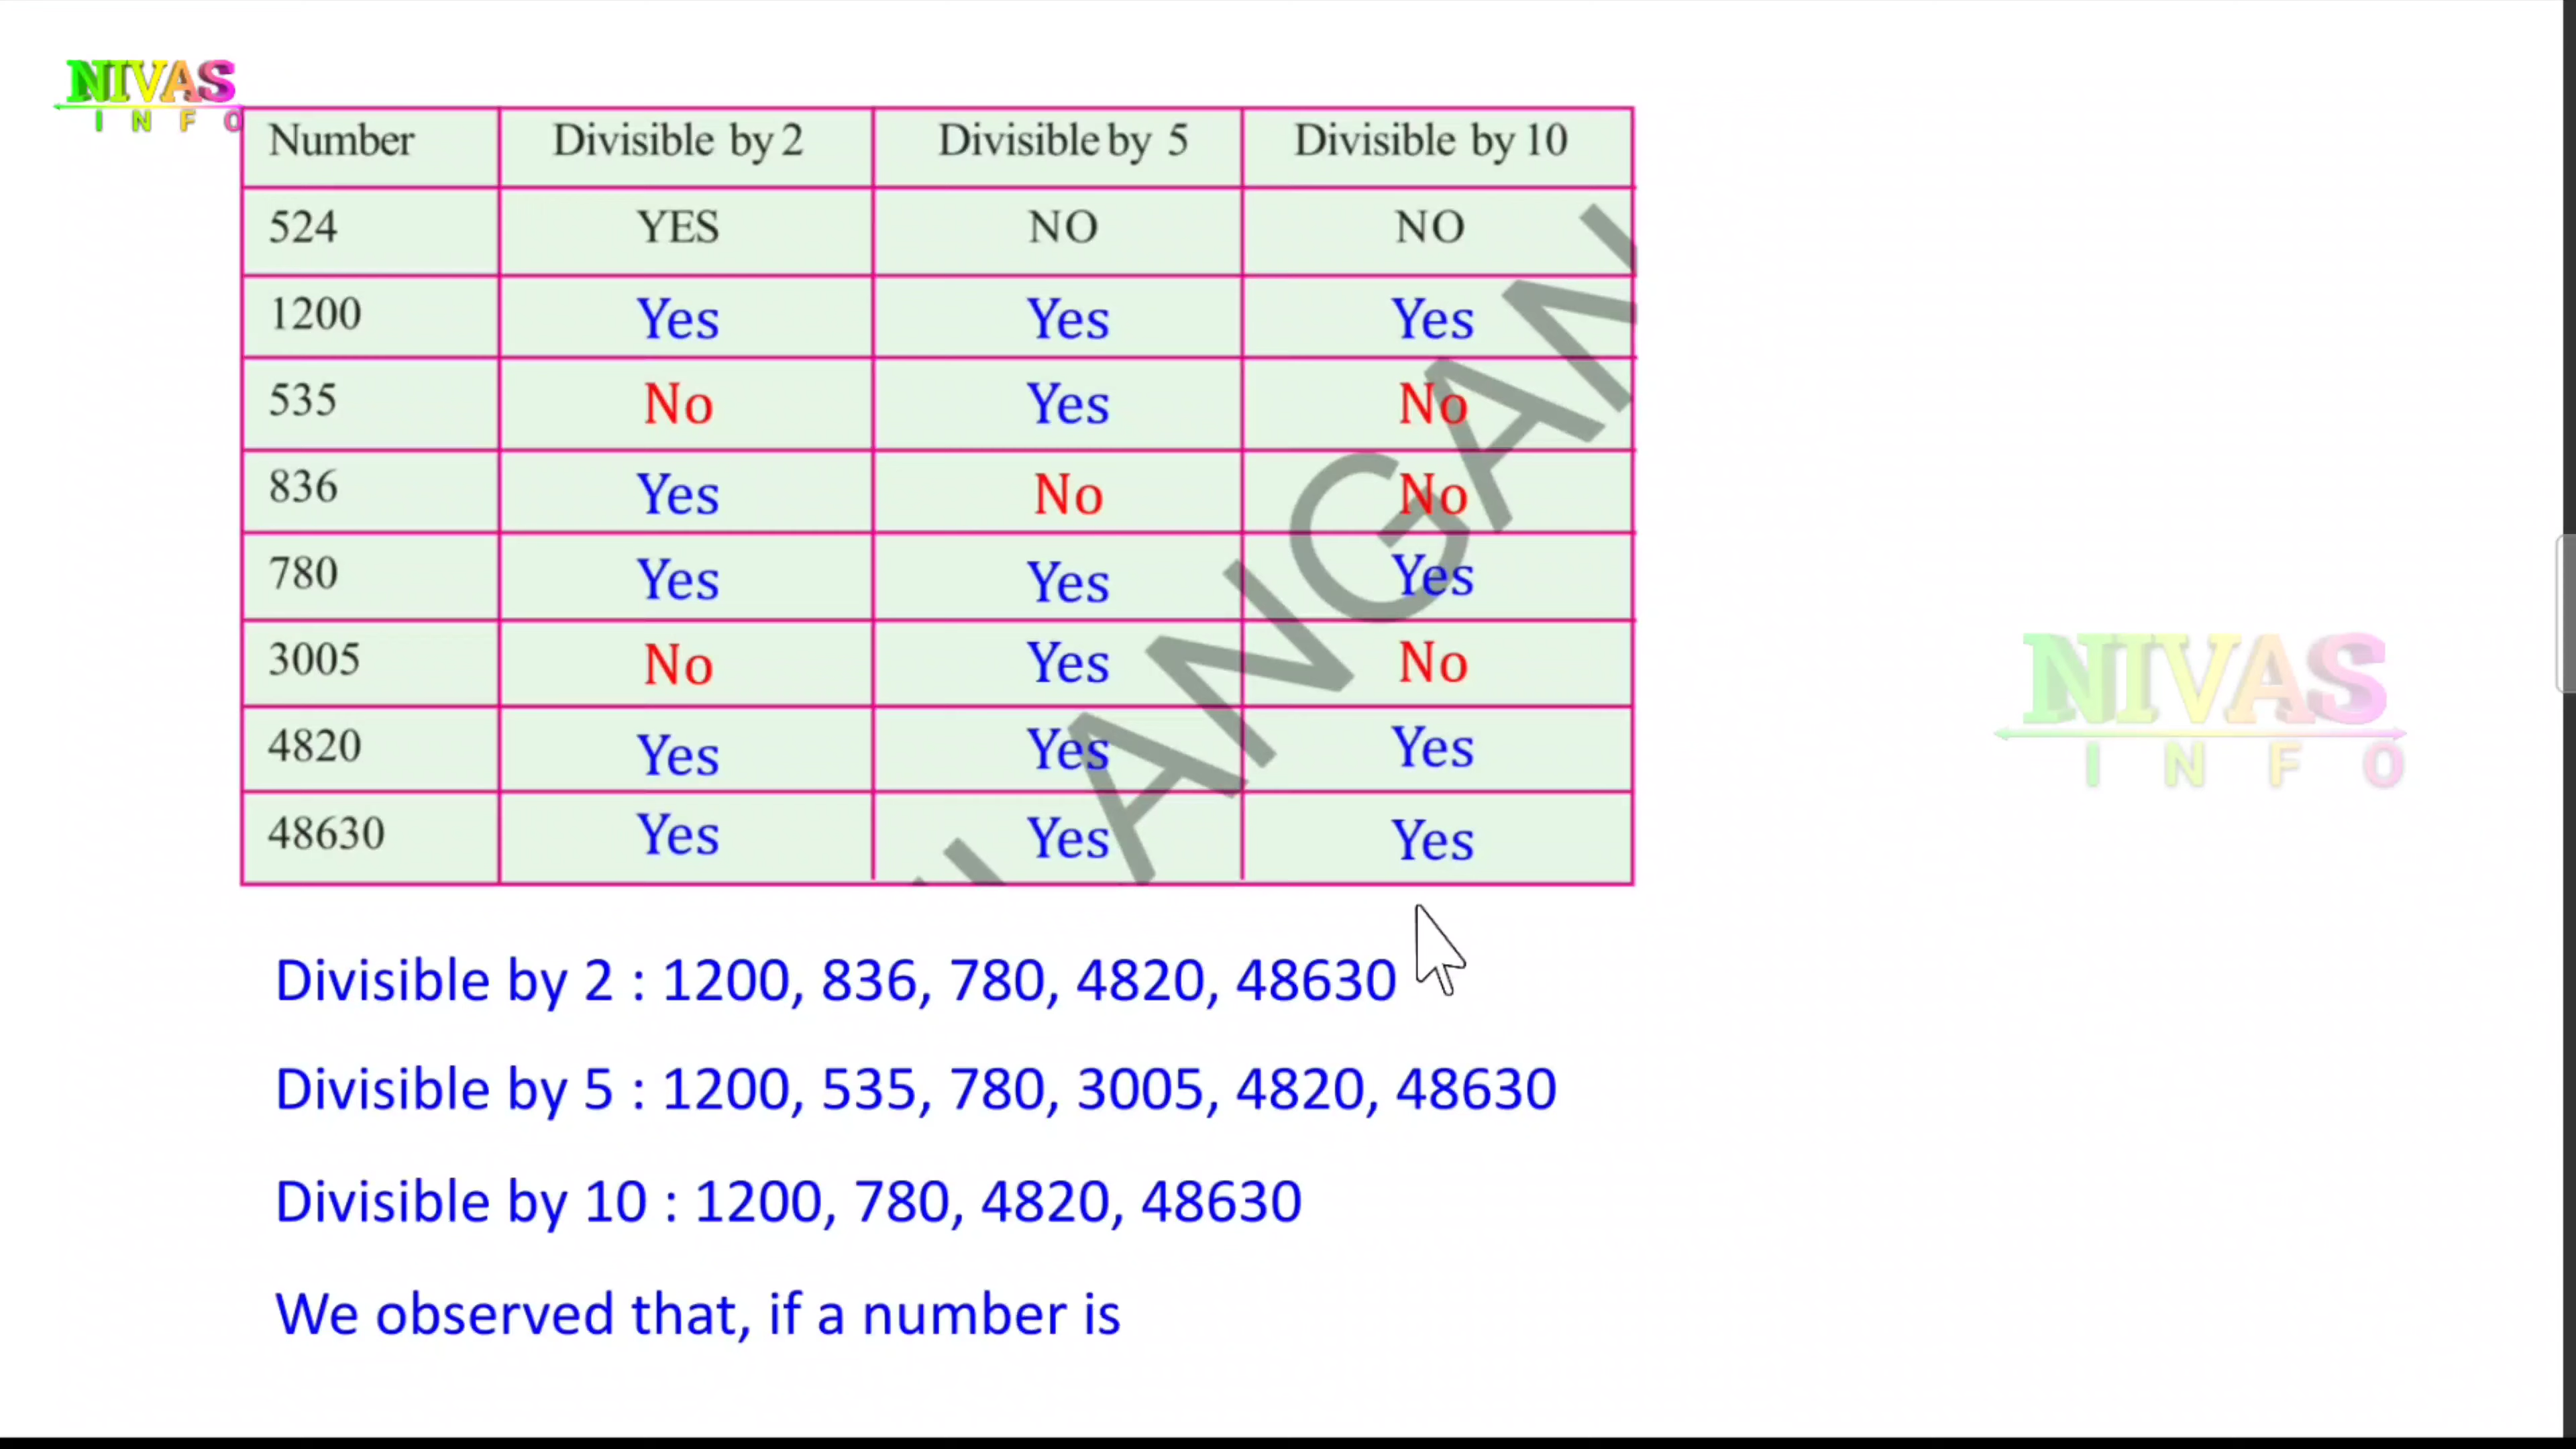 NIVAS
INFO
Number Divisible by 2 Divisible by 5 Divisible by 10
524 YES NO NO
1200 Yes Yes Yes
535 No Yes No
836 Yes No No
780 Yes Yes Yes
3005 No Yes No
4820 Yes Yes Yes
48630 Yes Yes Yes
NIVAS
INFO
Divisible by 2 : 1200, 836, 780, 4820, 48630
Divisible by 5 : 1200, 535, 780, 3005, 4820, 48630
Divisible by 10 : 1200, 780, 4820, 48630
We observed that, if a number is